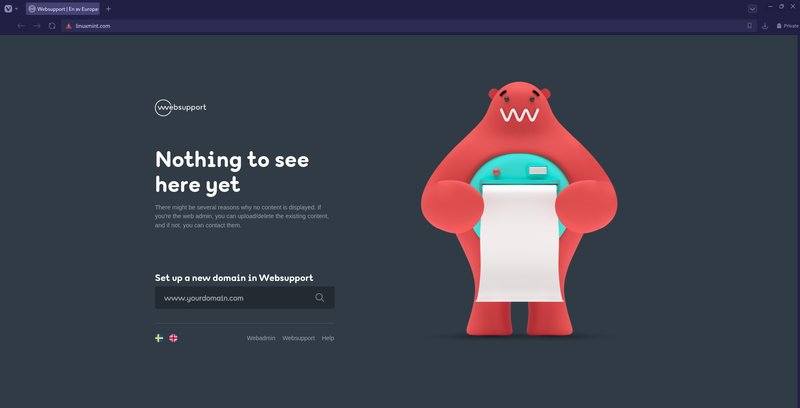 Websupport | En av Europas
linuxmint.com
Private
websupport
Nothing to see
here yet
There might be several reasons why no content is displayed. If
you're the web admin, you can upload/delete the existing content,
and if not, you can contact them.
Set up a new domain in Websupport
www.yourdomain.com
Webadmin Websupport Help